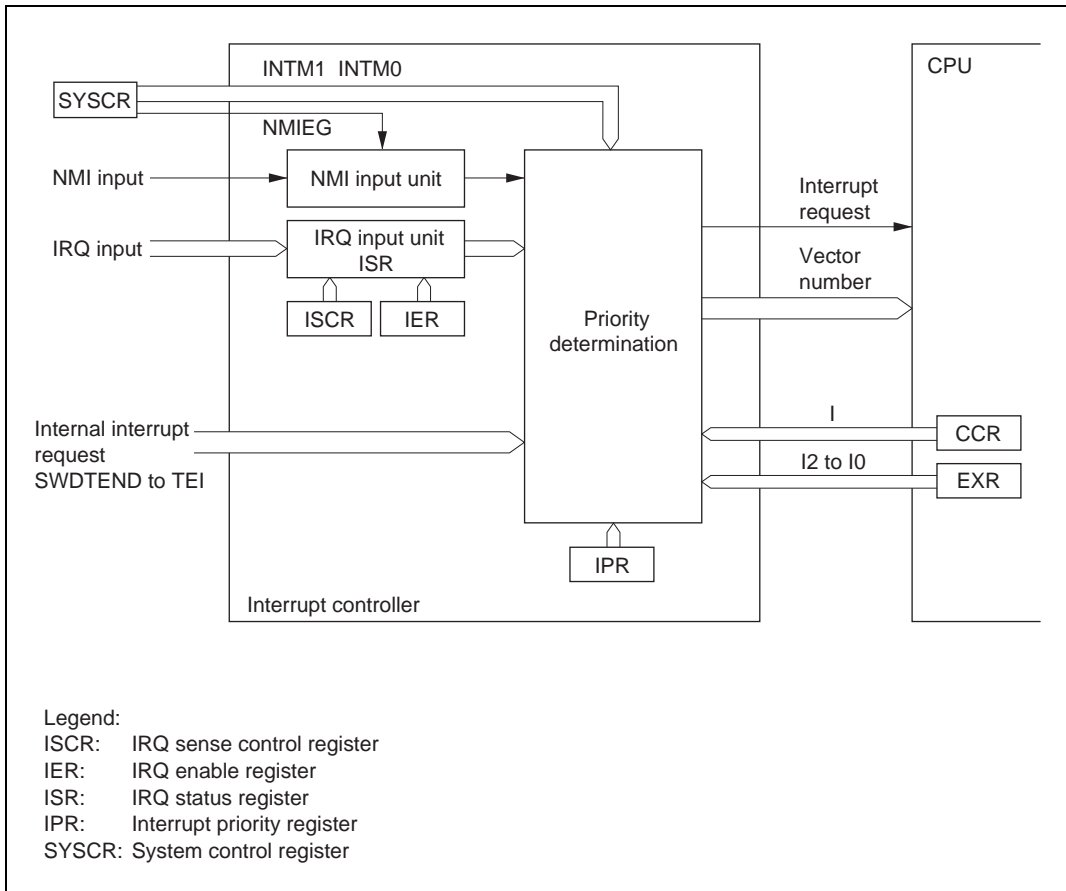 INTM1 INTM0
CPU
SYSCR
NMIEG
NMI input
NMI input unit
Interrupt
request
IRQ input
IRQ input unit
ISR
Vector
number
ISCR
IER
Priority
determination
I
CCR
Internal interrupt
request
SWDTEND to TEI
I2 to I0
EXR
IPR
Interrupt controller
Legend:
ISCR: IRQ sense control register
IER: IRQ enable register
ISR: IRQ status register
IPR: Interrupt priority register
SYSCR: System control register